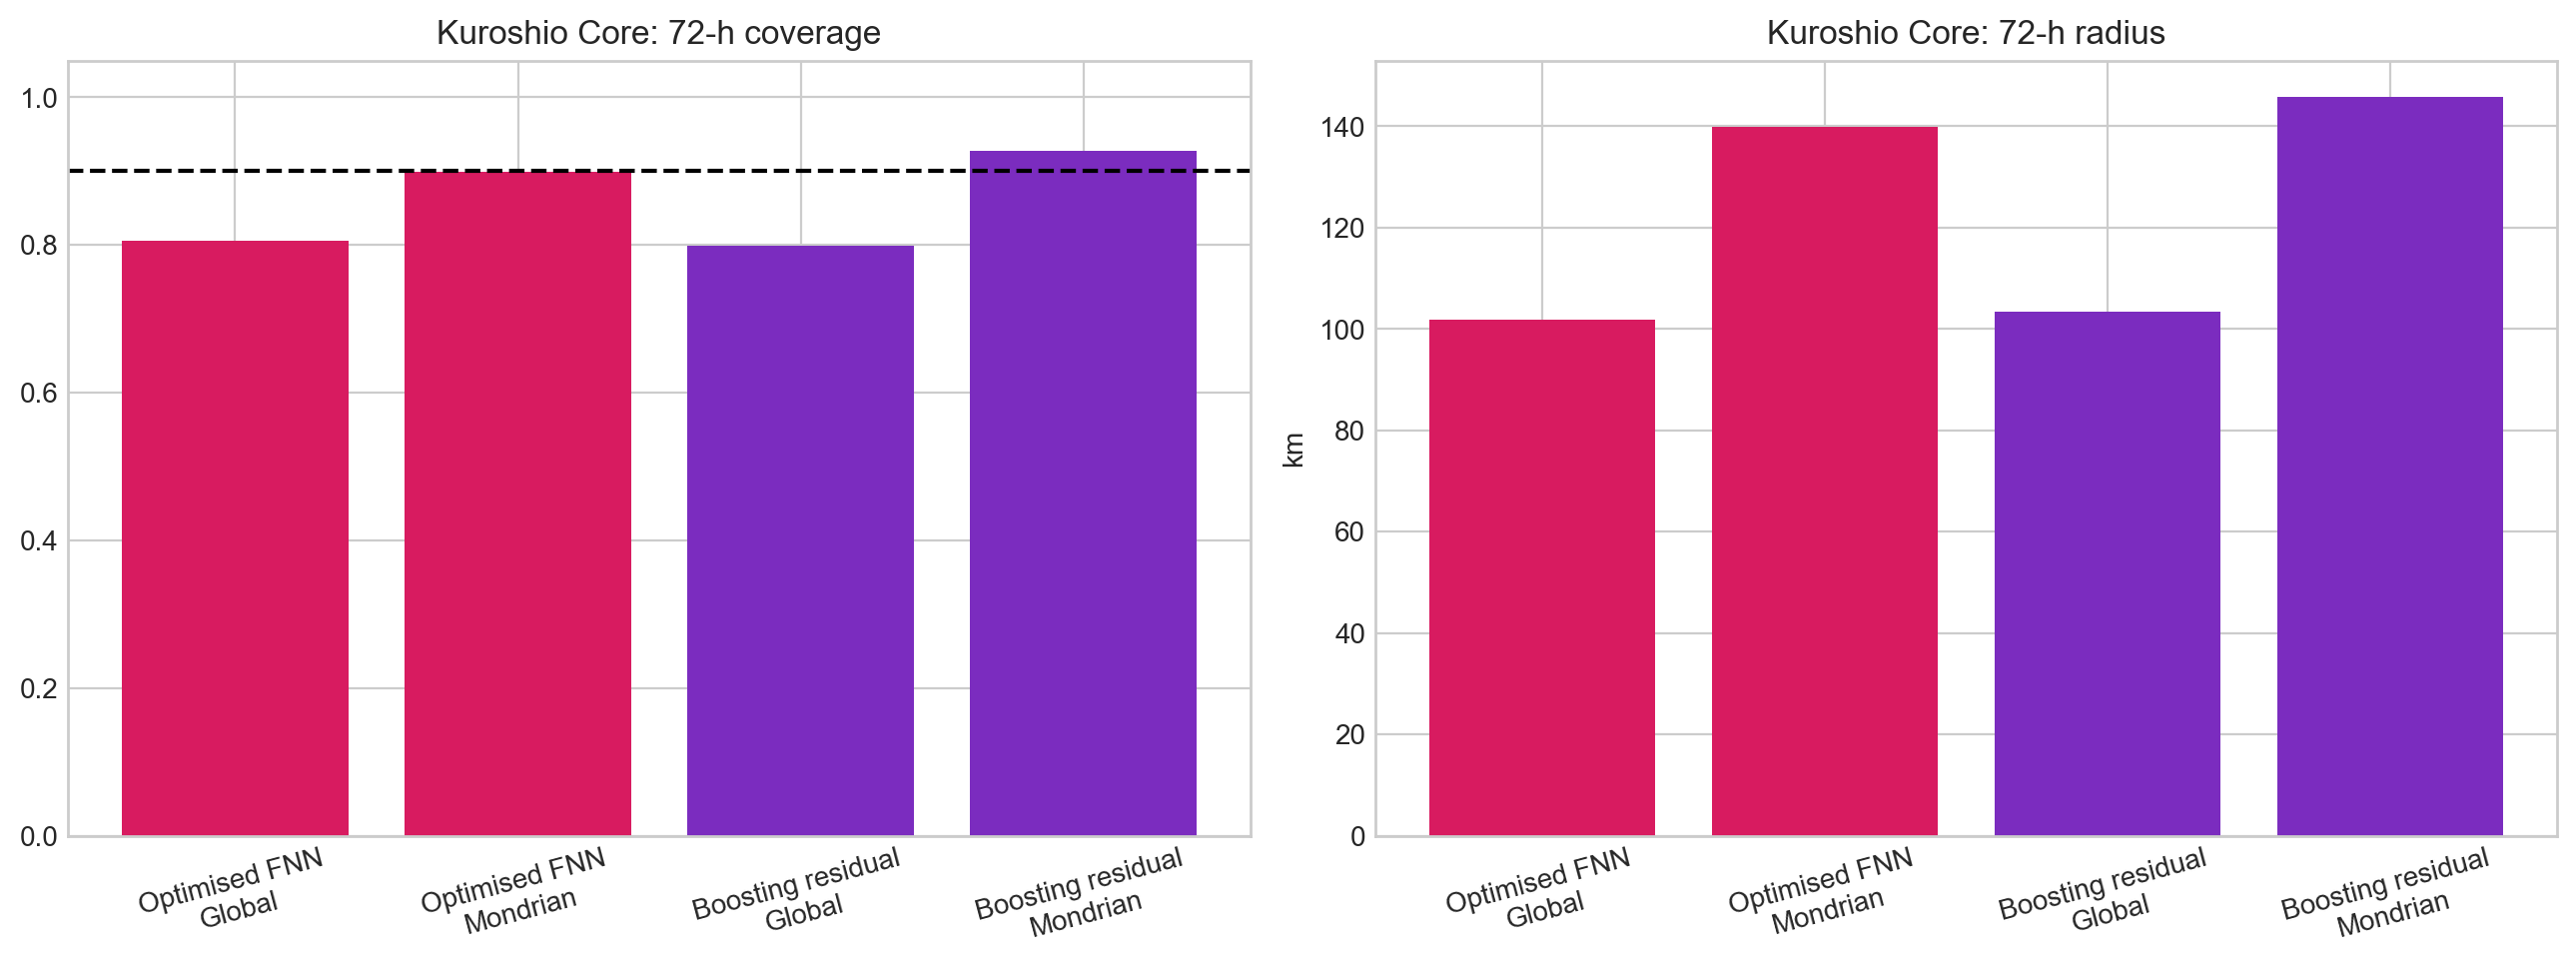 Kuroshio Core: 72-h coverage
1.0
0.8
0.6
0.4
0.2
0.0
Optimised FNN
Global
Optimised FNN
Mondrian
Boosting residual
Global
Boosting residual
Mondrian
Kuroshio Core: 72-h radius
km
140
120
100
80
60
40
20
0
Optimised FNN
Global
Optimised FNN
Mondrian
Boosting residual
Global
Boosting residual
Mondrian